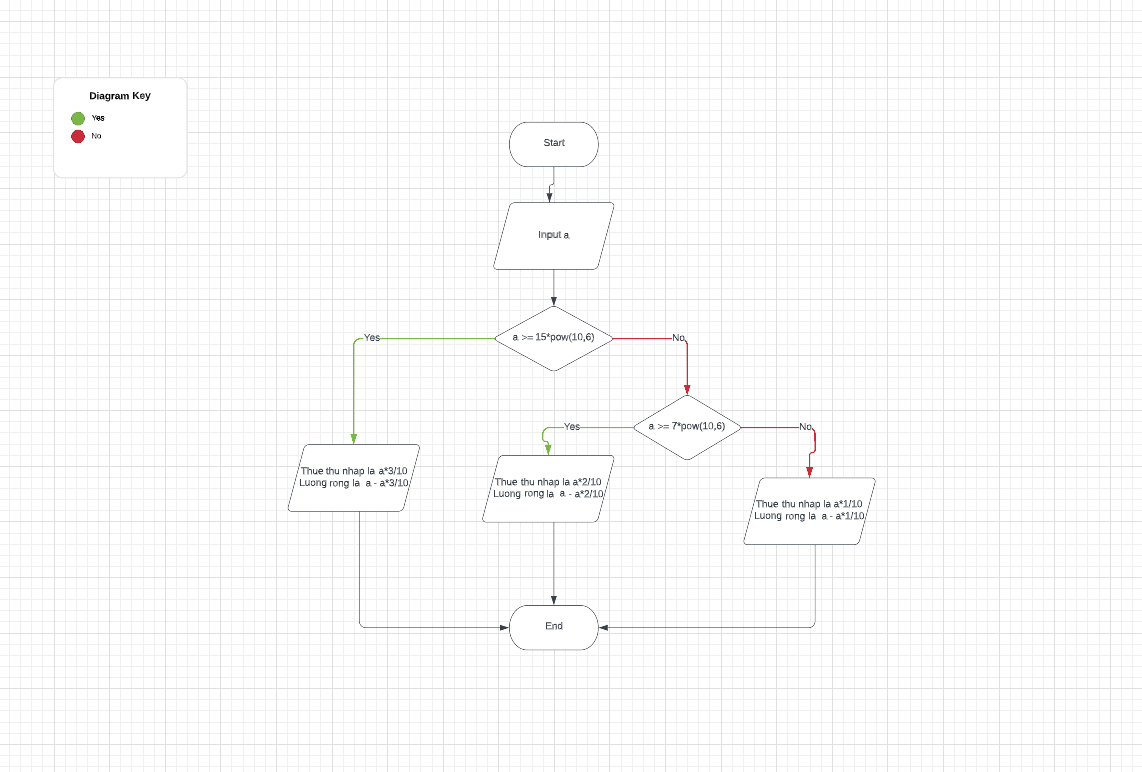 Diagram Key
Yes
No
Start
Input a
a >= 15*pow(10,6)
Yes
No
a >= 7*pow(10,6)
Yes
No
Thue thu nhap la a*3/10
Luong rong la a - a*3/10
Thue thu nhap la a*2/10
Luong rong la a - a*2/10
Thue thu nhap la a*1/10
Luong rong la a - a*1/10
End